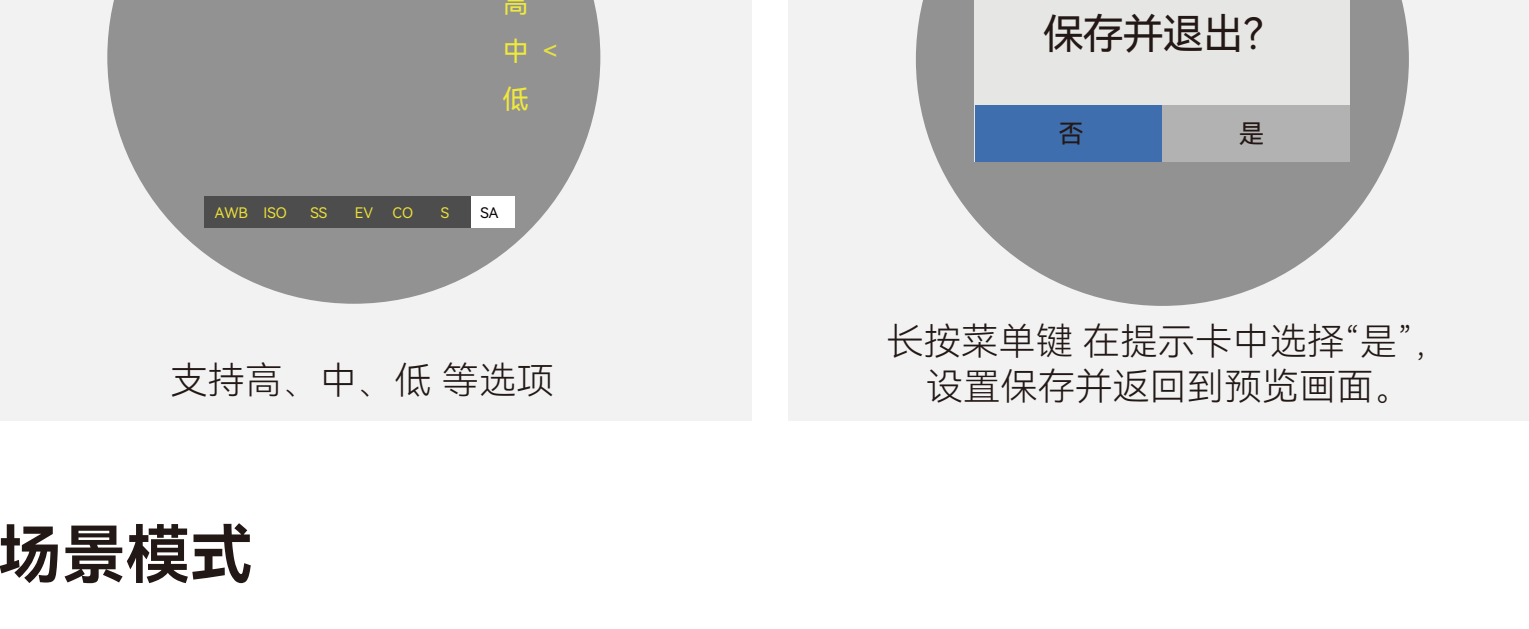 高
中 <
低
AWB ISO SS EV CO S SA
支持高、中、低 等选项
保存并退出?
否 是
长按菜单键 在提示卡中选择“是”,
设置保存并返回到预览画面。
场景模式